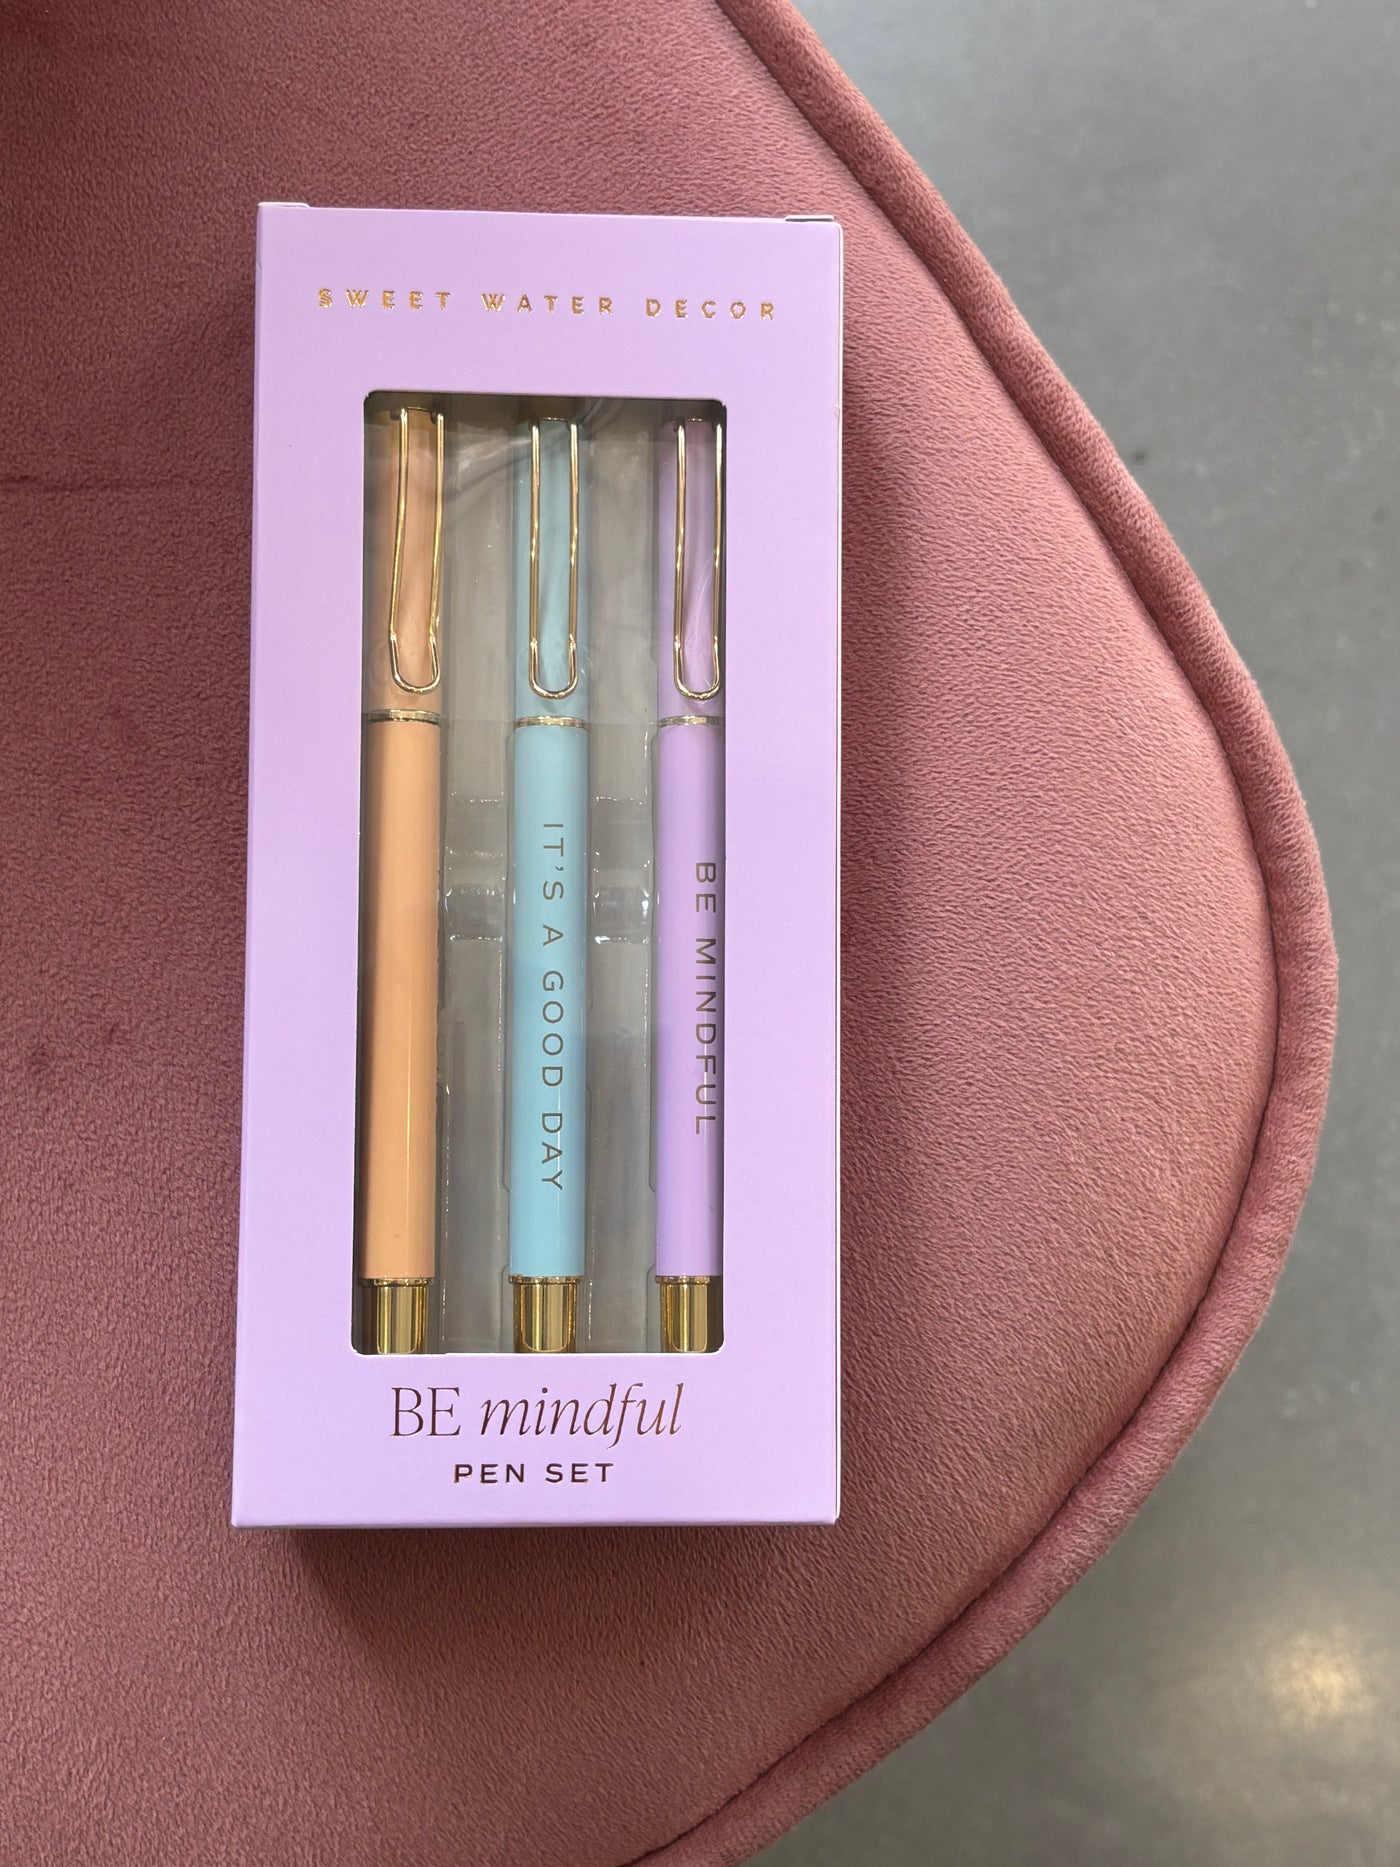 SWEET WATER DECOR
IT'S A GOOD DAY
BE MINDFUL
BE mindful
PEN SET